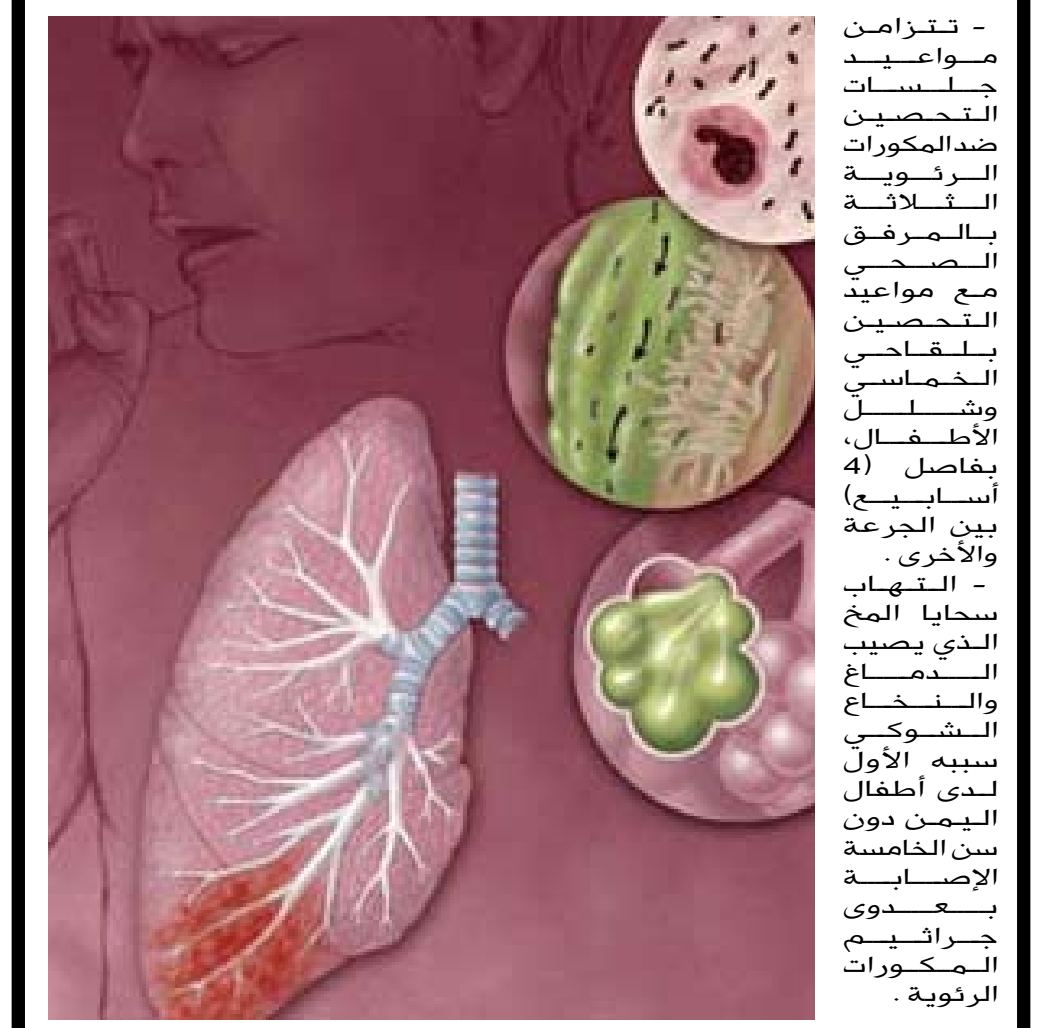 - تتزامن
مواعيد
جلسات
التحصين
ضدالمكورات
الرئوية
الثلاثة
بالمرفق
الصحي
مع مواعيد
التحصين
بلقاحي
الخماسي
وشلل
الأطفال،
بفاصل (4
أسابيع)
بين الجرعة
والأخرى .
- التهاب
سحايا المخ
الذي يصيب
الدماغ
والنخاع
الشوكي
سببه الأول
لدى أطفال
اليمن دون
سن الخامسة
الإصابة
بعدوى
جراثيم
المكورات
الرئوية .